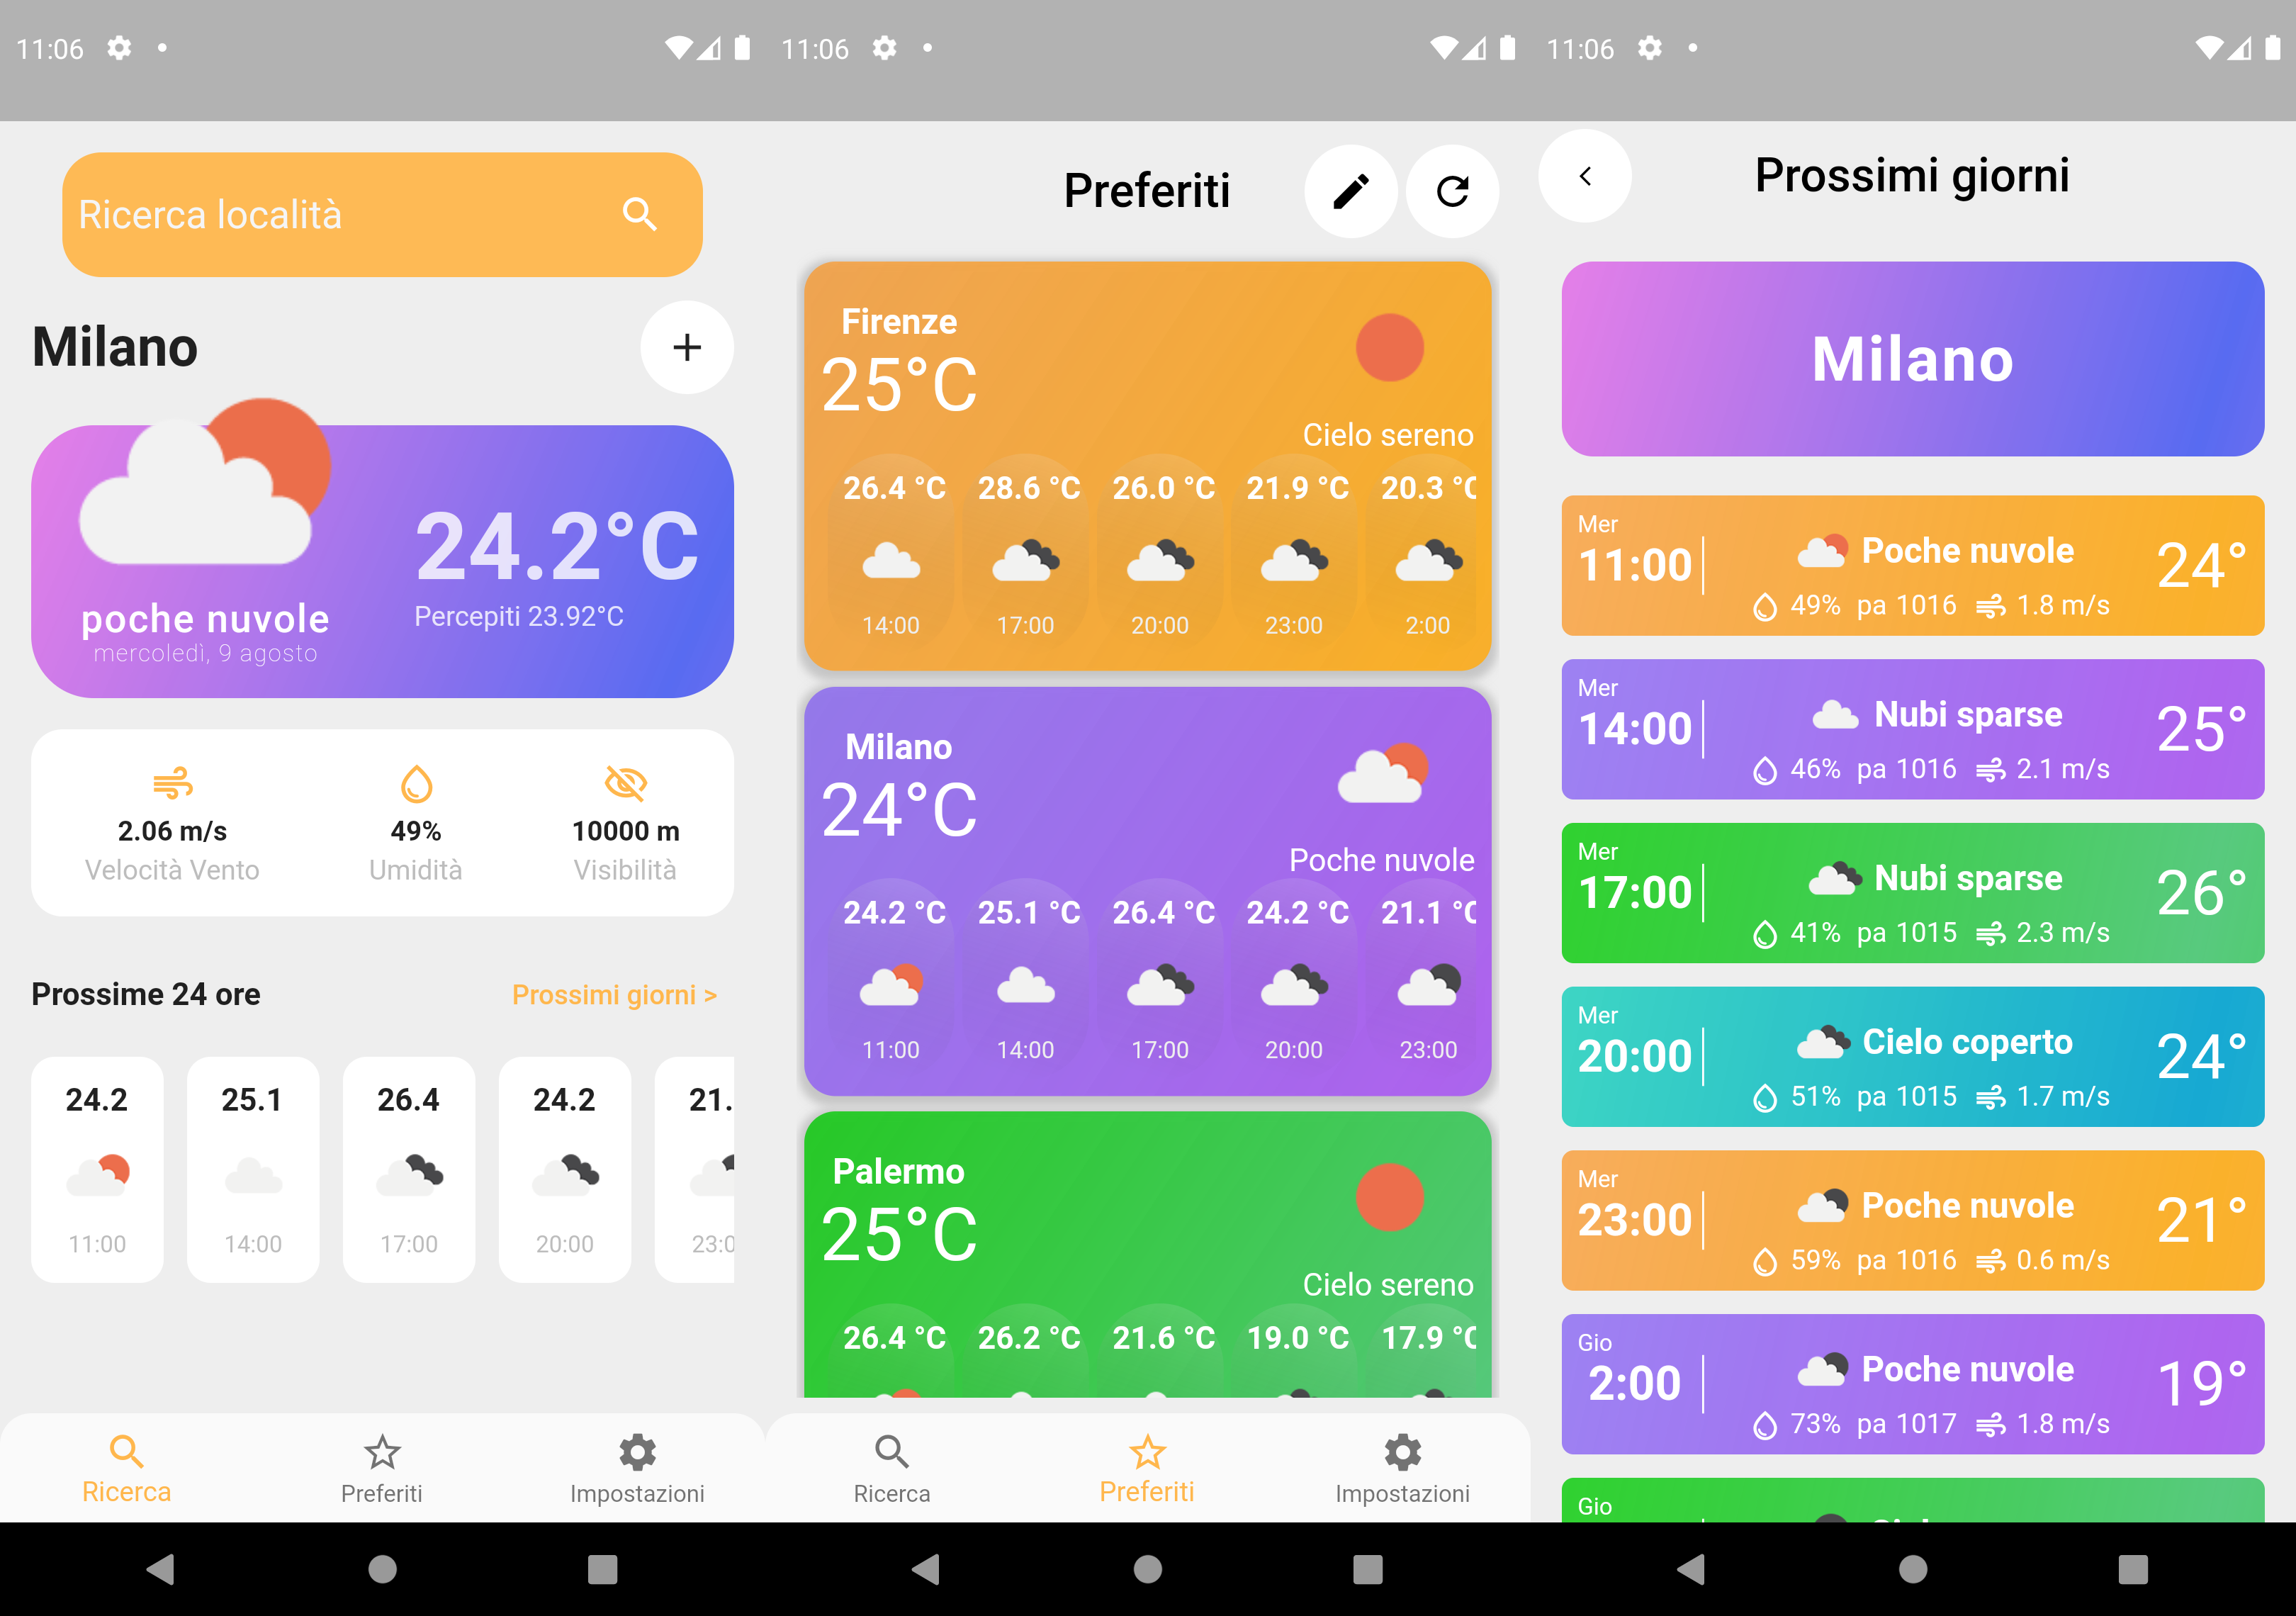 11:06
Ricerca località
Milano
24.2°C
Percepiti 23.92°C
poche nuvole
mercoledì, 9 agosto
2.06 m/s 49% 10000 m
Velocità Vento Umidità Visibilità
Prossime 24 ore Prossimi giorni >
24.2 25.1 26.4 24.2 21.
11:00 14:00 17:00 20:00 23:0
Ricerca Preferiti Impostazioni
11:06
Preferiti
Firenze
25°C
Cielo sereno
26.4 °C 28.6 °C 26.0 °C 21.9 °C 20.3 °C
14:00 17:00 20:00 23:00 2:00
Milano
24°C
Poche nuvole
24.2 °C 25.1 °C 26.4 °C 24.2 °C 21.1 °C
11:00 14:00 17:00 20:00 23:00
Palermo
25°C
Cielo sereno
26.4 °C 26.2 °C 21.6 °C 19.0 °C 17.9 °C
Ricerca Preferiti Impostazioni
11:06
< Prossimi giorni
Milano
Mer
11:00 Poche nuvole 24°
49% pa 1016 1.8 m/s
Mer
14:00 Nubi sparse 25°
46% pa 1016 2.1 m/s
Mer
17:00 Nubi sparse 26°
41% pa 1015 2.3 m/s
Mer
20:00 Cielo coperto 24°
51% pa 1015 1.7 m/s
Mer
23:00 Poche nuvole 21°
59% pa 1016 0.6 m/s
Gio
2:00 Poche nuvole 19°
73% pa 1017 1.8 m/s
Gio